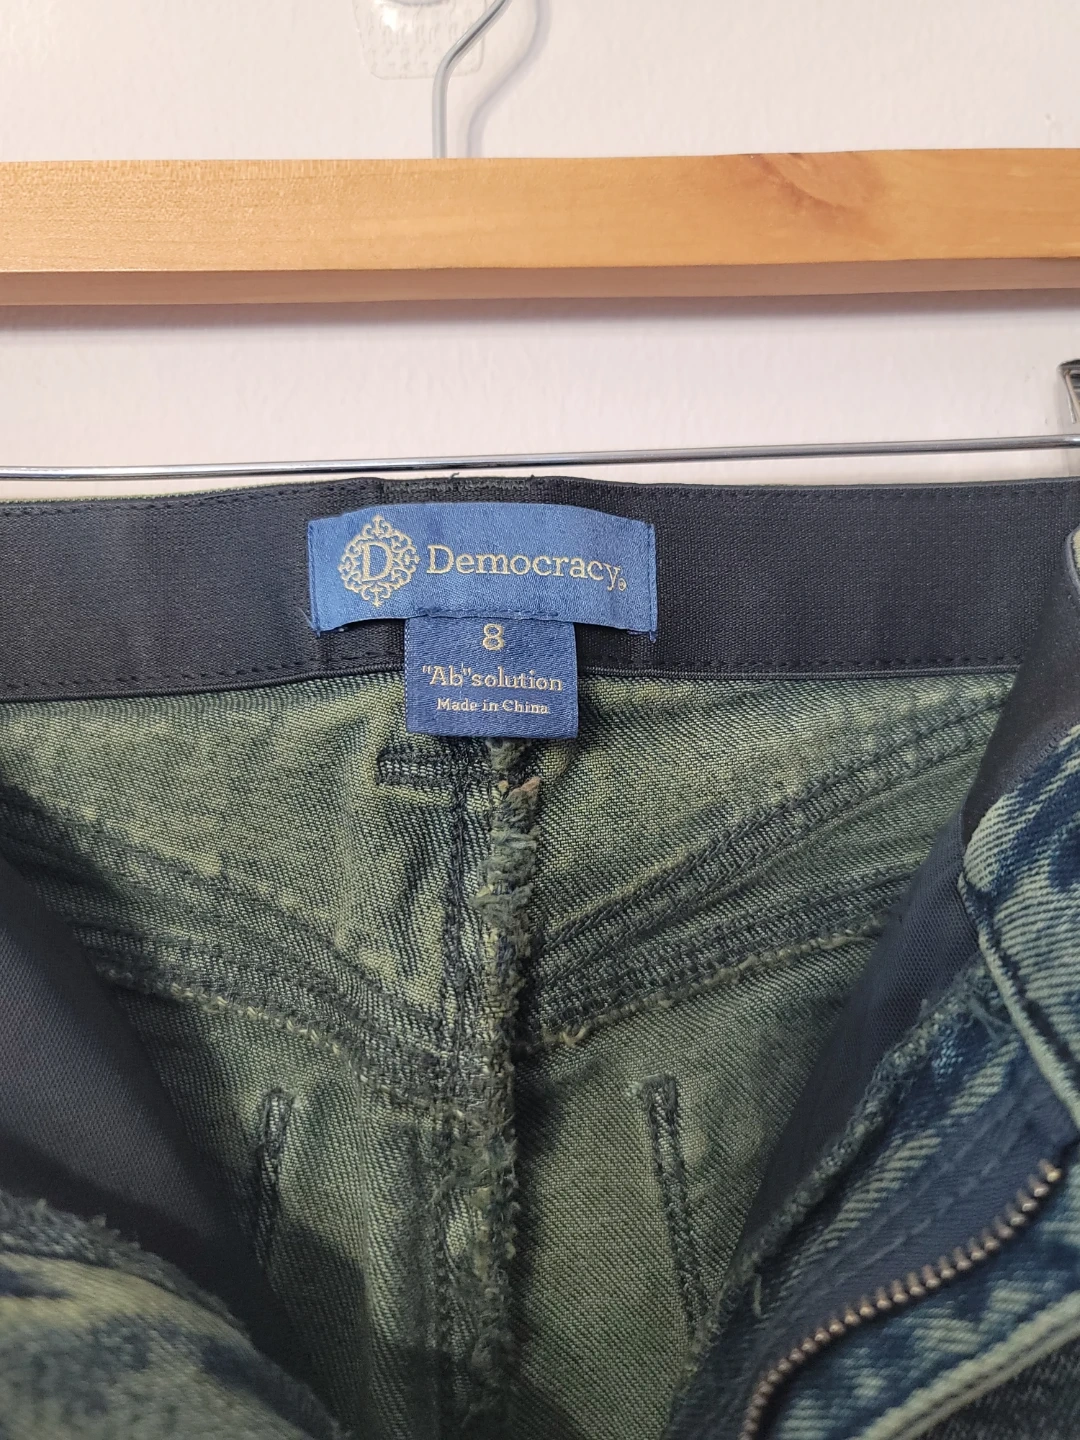 D Democracy®
8
"Ab"solution
Made in China